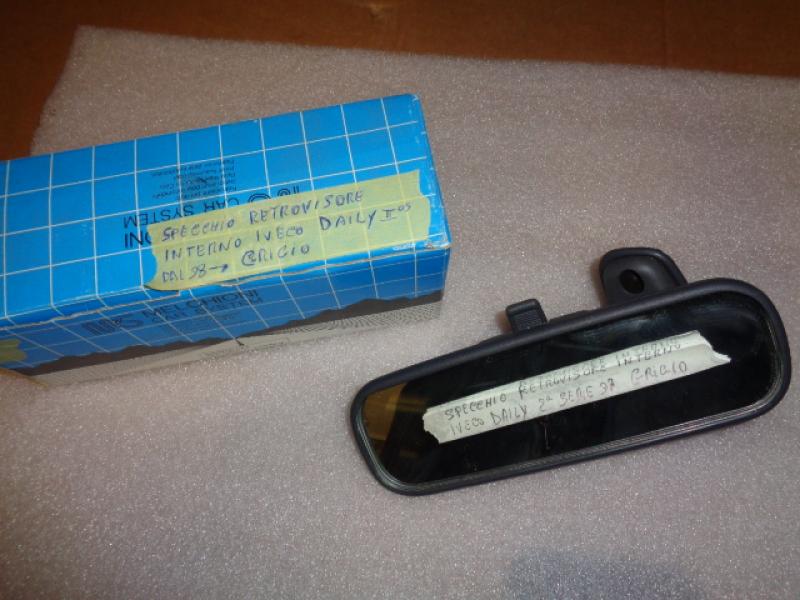 CAR SYSTEM
SPECCHIO RETROVISORE
INTERNO IVECO DAILY II
DAL 98→ GRIGIO
MELCHIONI
SPECCHIO RETROVISORE INTERNO
IVECO DAILY 2ª SERIE 97 GRIGIO